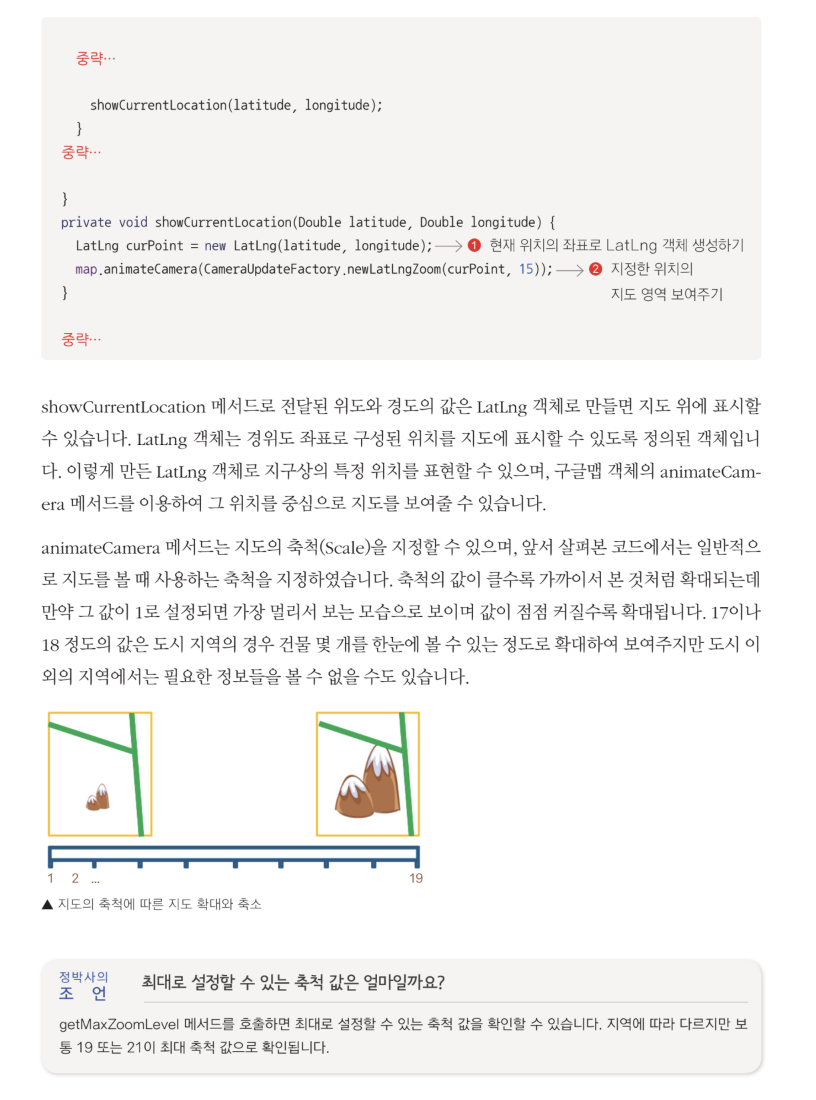 중략…
showCurrentLocation(latitude, longitude);
}
중략…
}
private void showCurrentLocation(Double latitude, Double longitude) {
LatLng curPoint = new LatLng(latitude, longitude); ❶ 현재 위치의 좌표로 LatLng 객체 생성하기
map.animateCamera(CameraUpdateFactory.newLatLngZoom(curPoint, 15)); ❷ 지정한 위치의
} 지도 영역 보여주기
중략…
showCurrentLocation 메서드로 전달된 위도와 경도의 값은 LatLng 객체로 만들면 지도 위에 표시할
수 있습니다. LatLng 객체는 경위도 좌표로 구성된 위치를 지도에 표시할 수 있도록 정의된 객체입니
다. 이렇게 만든 LatLng 객체로 지구상의 특정 위치를 표현할 수 있으며, 구글맵 객체의 animateCam-
era 메서드를 이용하여 그 위치를 중심으로 지도를 보여줄 수 있습니다.
animateCamera 메서드는 지도의 축척(Scale)을 지정할 수 있으며, 앞서 살펴본 코드에서는 일반적으
로 지도를 볼 때 사용하는 축척을 지정하였습니다. 축척의 값이 클수록 가까이서 본 것처럼 확대되는데
만약 그 값이 1로 설정되면 가장 멀리서 보는 모습으로 보이며 값이 점점 커질수록 확대됩니다. 17이나
18 정도의 값은 도시 지역의 경우 건물 몇 개를 한눈에 볼 수 있는 정도로 확대하여 보여주지만 도시 이
외의 지역에서는 필요한 정보들을 볼 수 없을 수도 있습니다.
1 2 ... 19
▲ 지도의 축척에 따른 지도 확대와 축소
정박사의
조 언
최대로 설정할 수 있는 축척 값은 얼마일까요?
getMaxZoomLevel 메서드를 호출하면 최대로 설정할 수 있는 축척 값을 확인할 수 있습니다. 지역에 따라 다르지만 보
통 19 또는 21이 최대 축척 값으로 확인됩니다.